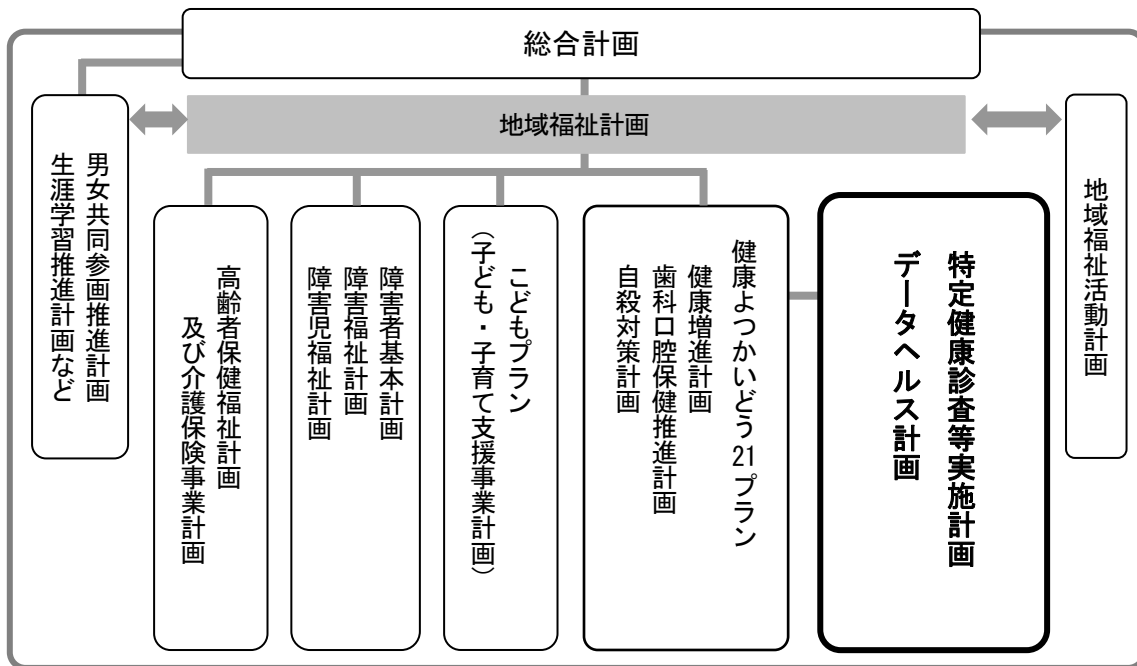 総合計画
地域福祉計画
男女共同参画推進計画
生涯学習推進計画など
高齢者保健福祉計画
及び介護保険事業計画
障害者基本計画
障害福祉計画
障害児福祉計画
こどもプラン
(子ども・子育て支援事業計画)
健康よつかいどう21プラン
健康増進計画
歯科口腔保健推進計画
自殺対策計画
特定健康診査等実施計画
データヘルス計画
地域福祉活動計画